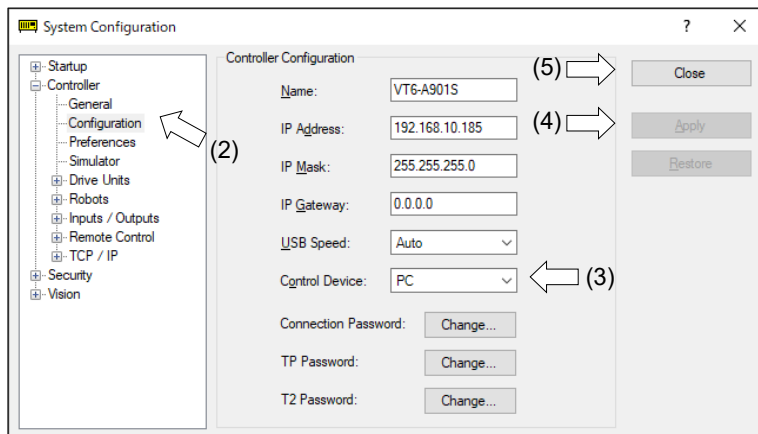 System Configuration
? ×
Startup
Controller
General
Configuration
Preferences
Simulator
Drive Units
Robots
Inputs / Outputs
Remote Control
TCP / IP
Security
Vision
(2)
Controller Configuration
Name: VT6-A901S
IP Address: 192.168.10.185
IP Mask: 255.255.255.0
IP Gateway: 0.0.0.0
USB Speed: Auto
Control Device: PC
(3)
Connection Password: Change...
TP Password: Change...
T2 Password: Change...
(5)
Close
(4)
Apply
Restore